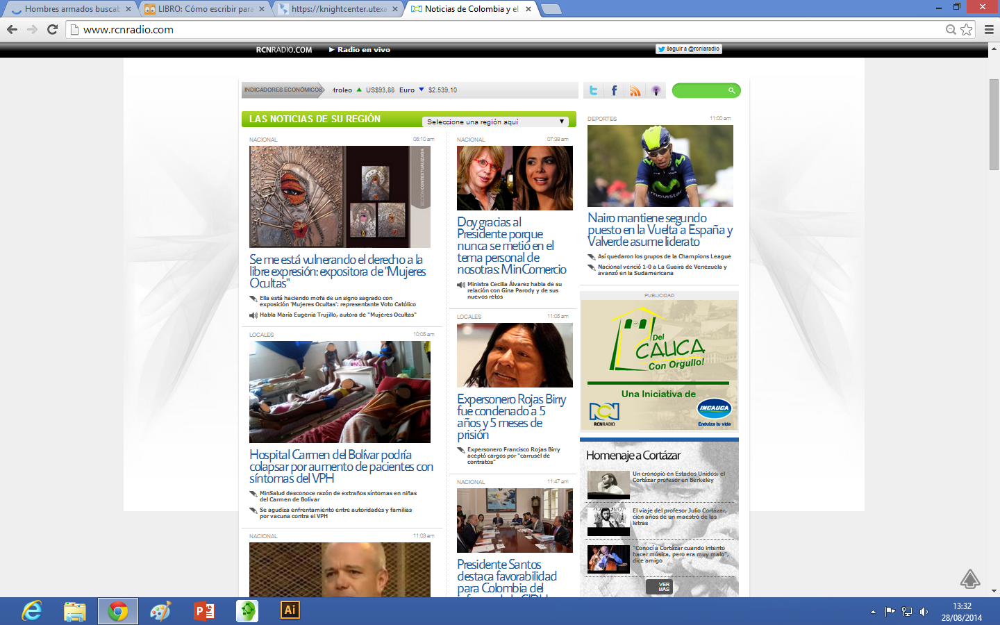 Hombres armados buscab
LIBRO: Cómo escribir para
https://knightcenter.utexa
Noticias de Colombia y el
www.rcnradio.com
RCNRADIO.COM
Radio en vivo
Seguir a @rcnlaradio
INDICADORES ECONÓMICOS
troleo US$93,88 Euro $2.539,10
LAS NOTICIAS DE SU REGIÓN
Seleccione una región aquí
NACIONAL 08:10 am
SECCIÓN CONTEXTUALIZADA
Se me está vulnerando el derecho a la
libre expresión: expositora de "Mujeres
Ocultas"
Ella está haciendo mofa de un signo sagrado con
exposición 'Mujeres Ocultas': representante Voto Católico
Habla María Eugenia Trujillo, autora de "Mujeres Ocultas"
LOCALES 10:05 am
Hospital Carmen del Bolívar podría
colapsar por aumento de pacientes con
síntomas del VPH
MinSalud desconoce razón de extraños síntomas en niñas
del Carmen de Bolívar
Se agudiza enfrentamiento entre autoridades y familias
por vacuna contra el VPH
NACIONAL 11:03 am
NACIONAL 07:38 am
Doy gracias al
Presidente porque
nunca se metió en el
tema personal de
nosotras: MinComercio
Ministra Cecilia Álvarez habla de su
relación con Gina Parody y de sus
nuevos retos
LOCALES 11:05 am
Expersonero Rojas Birry
fue condenado a 5
años y 5 meses de
prisión
Expersonero Francisco Rojas Birry
aceptó cargos por "carrusel de
contratos"
NACIONAL 11:47 am
Presidente Santos
destaca favorabilidad
para Colombia del
DEPORTES 11:00 am
movistar
Nairo mantiene segundo
puesto en la Vuelta a España y
Valverde asume liderato
Así quedaron los grupos de la Champions League
Nacional venció 1-0 a La Guaira de Venezuela y
avanzó en la Sudamericana
PUBLICIDAD
Del
CAUCA
Con Orgullo!
Una Iniciativa de
RCN RADIO
INCAUCA
Endulza tu vida
Homenaje a Cortázar
Un cronopio en Estados Unidos: el
Cortázar profesor en Berkeley
El viaje del profesor Julio Cortázar,
cien años de un maestro de las
letras
"Conocí a Cortázar cuando intentó
hacer música, pero era muy malo",
dice amigo
VER
MÁS
Ai
13:32
28/08/2014